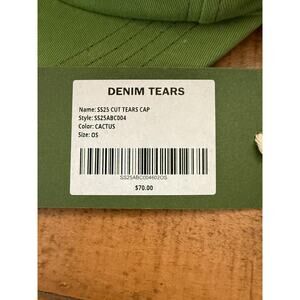 DENIM TEARS
Name: SS25 CUT TEARS CAP
Style: SS25ABC004
Color: CACTUS
Size: OS
SS25ABC004602OS
$70.00